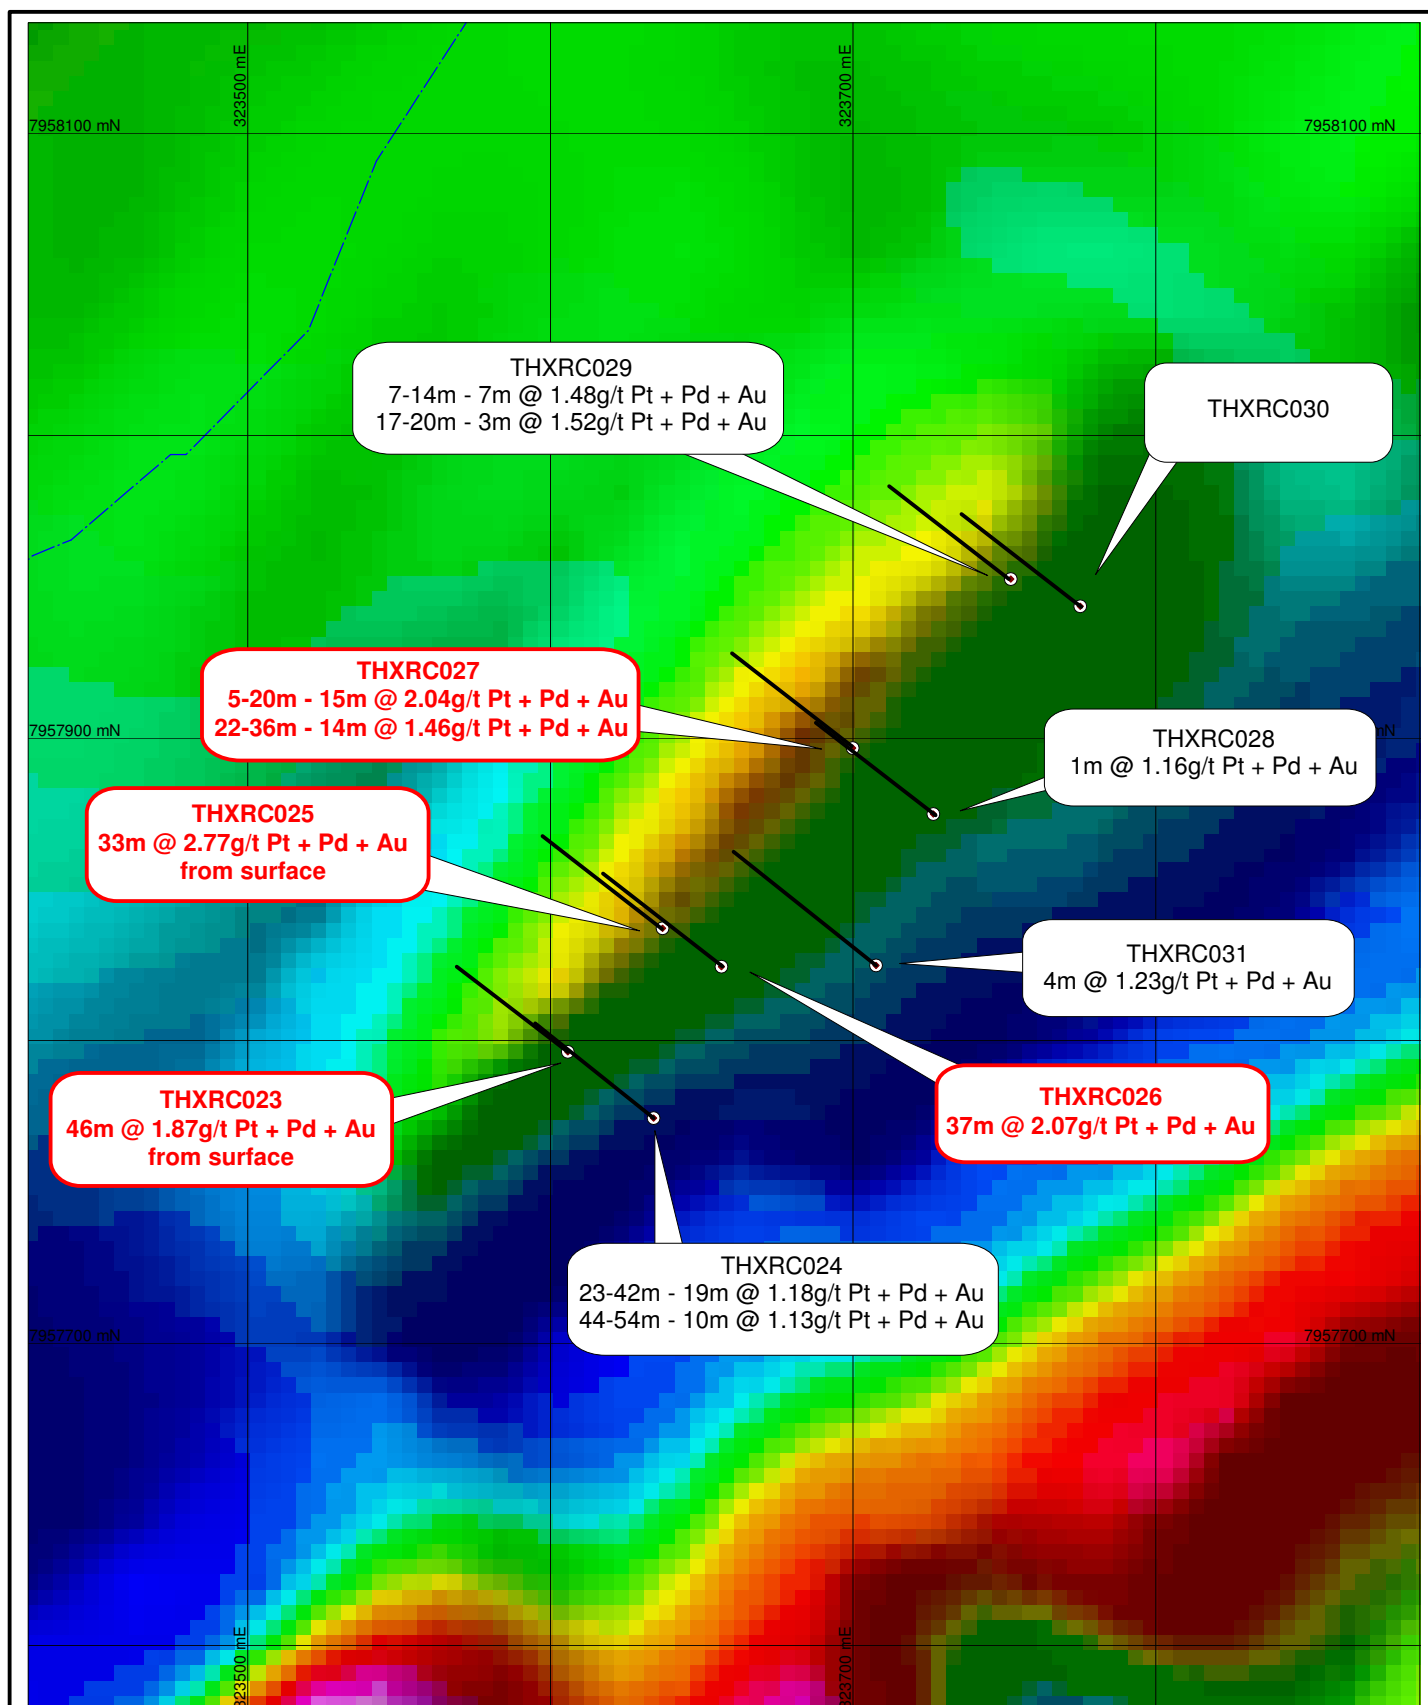 323500 mE
323700 mE
7958100 mN
7958100 mN
THXRC029
7-14m - 7m @ 1.48g/t Pt + Pd + Au
17-20m - 3m @ 1.52g/t Pt + Pd + Au
THXRC030
THXRC027
5-20m - 15m @ 2.04g/t Pt + Pd + Au
22-36m - 14m @ 1.46g/t Pt + Pd + Au
7957900 mN
mN
THXRC028
1m @ 1.16g/t Pt + Pd + Au
THXRC025
33m @ 2.77g/t Pt + Pd + Au
from surface
THXRC031
4m @ 1.23g/t Pt + Pd + Au
THXRC023
46m @ 1.87g/t Pt + Pd + Au
from surface
THXRC026
37m @ 2.07g/t Pt + Pd + Au
THXRC024
23-42m - 19m @ 1.18g/t Pt + Pd + Au
44-54m - 10m @ 1.13g/t Pt + Pd + Au
7957700 mN
7957700 mN
323500 mE
323700 mE